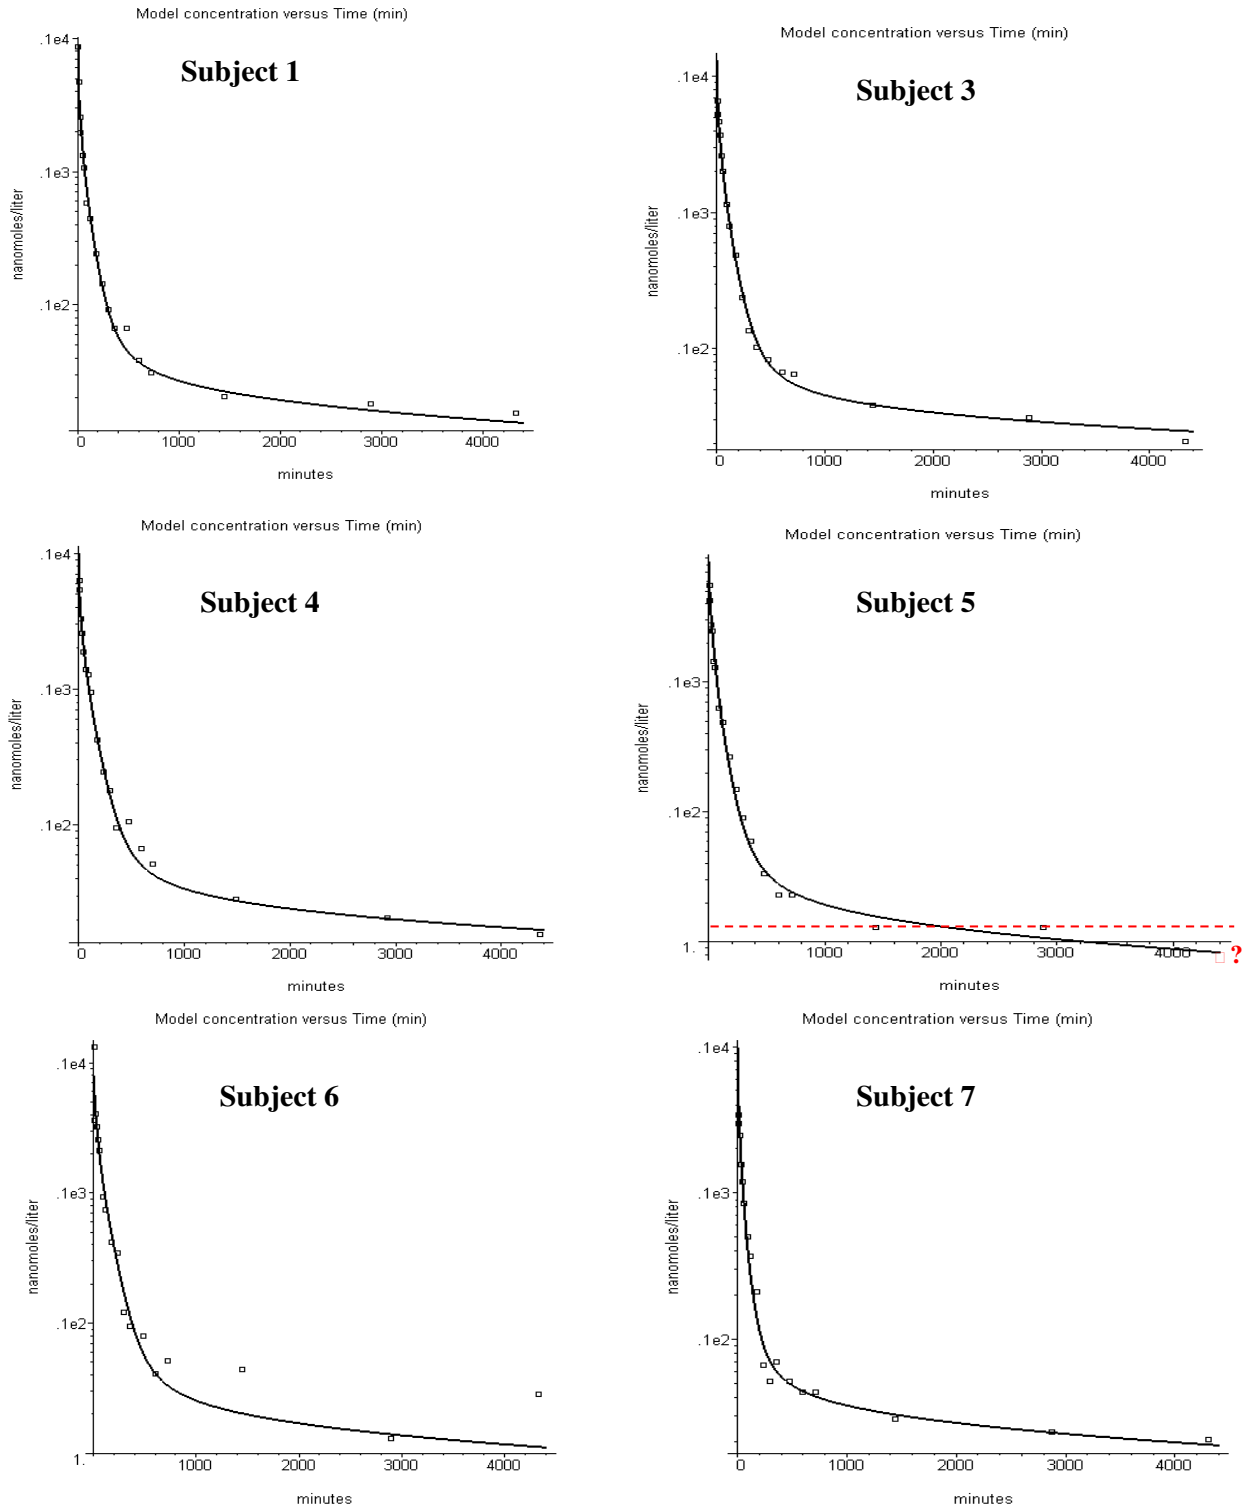 Model concentration versus Time (min)
Subject 1
nanomoles/liter
.1e4
.1e3
.1e2
0 1000 2000 3000 4000
minutes
Model concentration versus Time (min)
Subject 3
nanomoles/liter
.1e4
.1e3
.1e2
0 1000 2000 3000 4000
minutes
Model concentration versus Time (min)
Subject 4
nanomoles/liter
.1e4
.1e3
.1e2
0 1000 2000 3000 4000
minutes
Model concentration versus Time (min)
Subject 5
nanomoles/liter
.1e3
.1e2
1.
0 1000 2000 3000 4000
?
minutes
Model concentration versus Time (min)
Subject 6
nanomoles/liter
.1e4
.1e3
.1e2
1.
0 1000 2000 3000 4000
minutes
Model concentration versus Time (min)
Subject 7
nanomoles/liter
.1e4
.1e3
.1e2
0 1000 2000 3000 4000
minutes